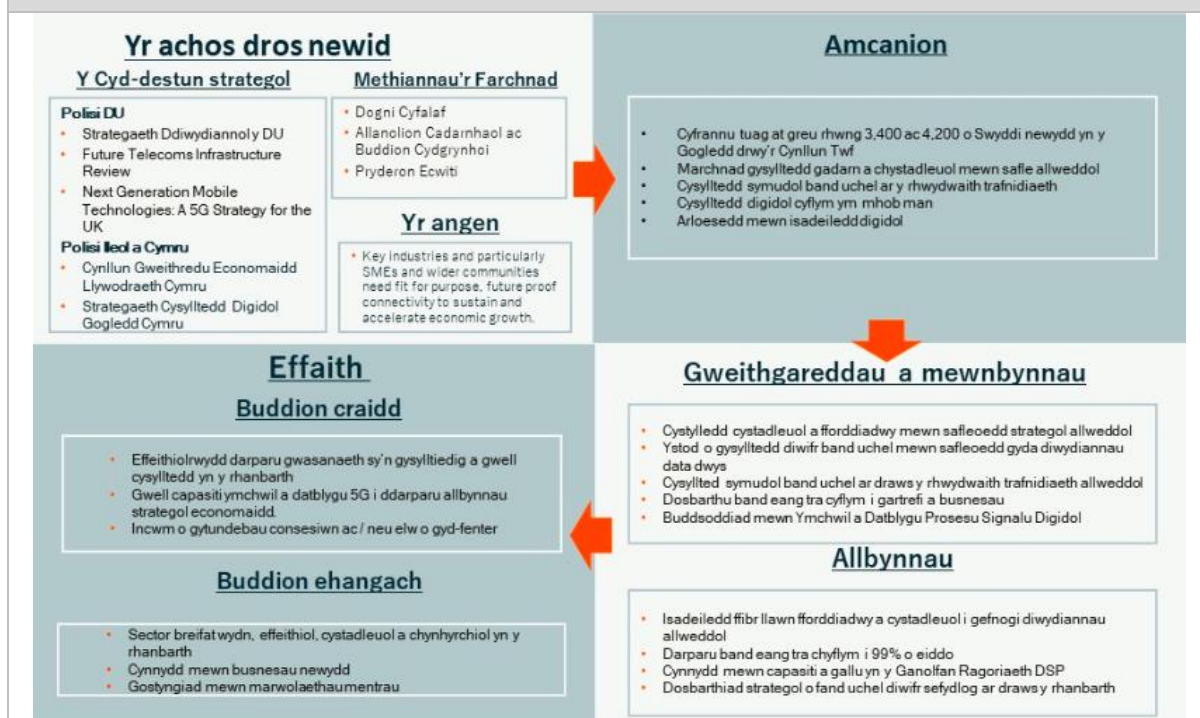 Yr achos dros newid
Y Cyd-destun strategol
Polisi DU
• Strategaeth Ddiwydiannol y DU
• Future Telecoms Infrastructure
Review
• Next Generation Mobile
Technologies: A 5G Strategy for the
UK
Polisi lleol a Cymru
• Cynllun Gweithredu Economaidd
Llywodraeth Cymru
• Strategaeth Cysylltedd Digidol
Gogledd Cymru
Methiannau'r Farchnad
• Dogni Cyfalaf
• Allanolion Cadarnhaol ac
Buddion Cydgrynhoi
• Pryderon Ecwiti
Yr angen
• Key industries and particularly
SMEs and wider communities
need fit for purpose, future proof
connectivity to sustain and
accelerate economic growth.
Amcanion
• Cyfrannu tuag at greu rhwng 3,400 ac 4,200 o Swyddi newydd yn y
Gogledd drwy'r Cynllun Twf
• Marchnad gysylltedd gadarn a chystadleuol mewn safle allweddol
• Cysylltedd symudol band uchel ar y rhwydwaith trafnidiaeth
• Cysylltedd digidol cyflym ym mhob man
• Arloesedd mewn isadeiledd digidol
Gweithgareddau a mewnbynnau
• Cystylledd cystadleuol a fforddiadwy mewn safleoedd strategol allweddol
• Ystod o gysylltedd diwifr band uchel mewn safleoedd gyda diwydiannau
data dwys
• Cysyllted symudol band uchel ar draws y rhwydwaith trafnidiaeth allweddol
• Dosbarthu band eang tra cyflym i gartrefi a busnesau
• Buddsoddiad mewn Ymchwil a Datblygu Prosesu Signalu Digidol
Allbynnau
• Isadeiledd ffibr llawn fforddiadwy a cystadleuol i gefnogi diwydiannau
allweddol
• Darparu band eang tra chyflym i 99% o eiddo
• Cynnydd mewn capasiti a gallu yn y Ganolfan Ragoriaeth DSP
• Dosbarthiad strategol o fand uchel diwifr sefydlog ar draws y rhanbarth
Effaith
Buddion craidd
• Effeithiolrwydd darparu gwasanaeth sy'n gysylltiedig a gwell
cysylltedd yn y rhanbarth
• Gwell capasiti ymchwil a datblygu 5G i ddarparu allbynnau
strategol economaidd.
• Incwm o gytundebau consesiwn ac / neu elw o gyd-fenter
Buddion ehangach
• Sector breifat wydn, effeithiol, cystadleuol a chynhyrchiol yn y
rhanbarth
• Cynnydd mewn busnesau newydd
• Gostyngiad mewn marwolaethau mentrau